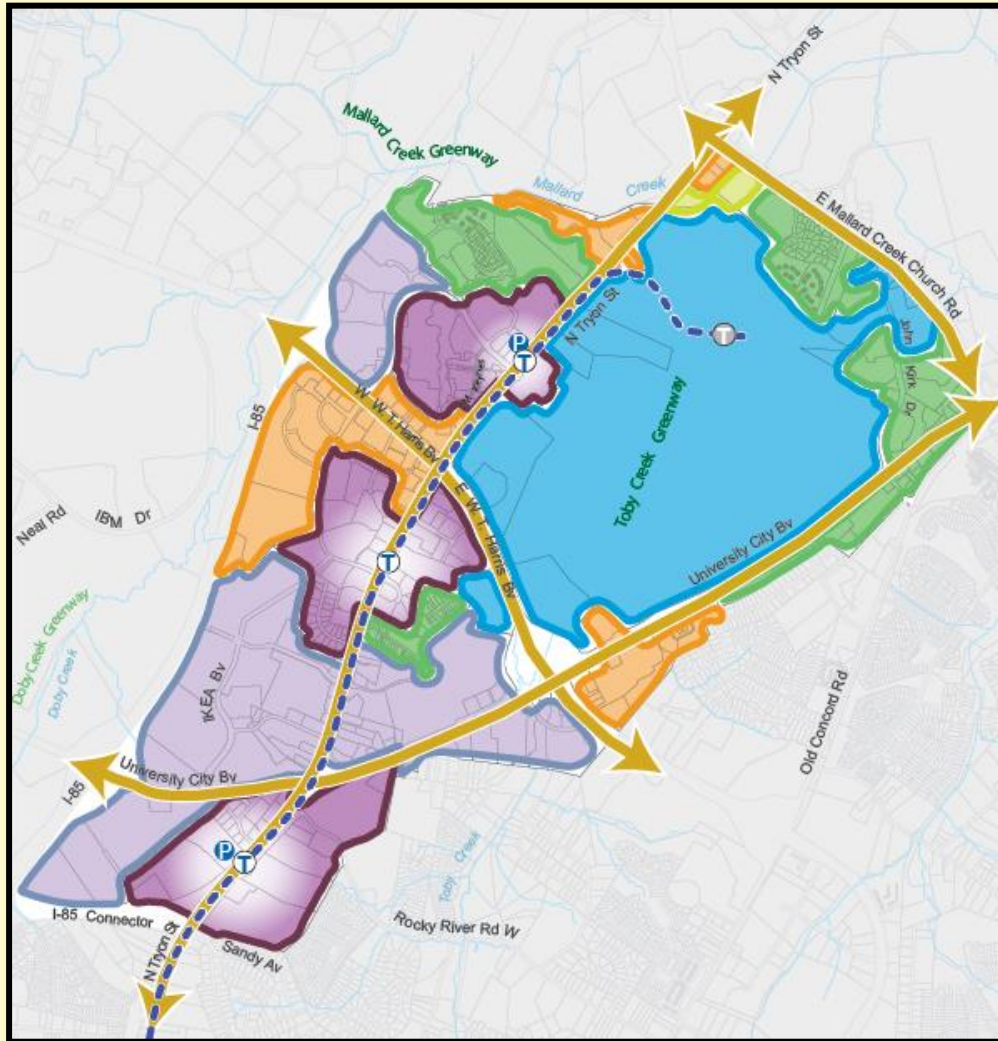 N Tryon St
Mallard
Creek Greenway
Mallard Creek
E Mallard Creek Church Rd
N Tryon St
P
T
T
John Kirk Dr
I-85
W W. T. Harris Bv
Toby Creek Greenway
E W. T. Harris Bv
Neal Rd
IBM Dr
T
University City Bv
Doby Creek Greenway
Doby Creek
IKEA Bv
Old Concord Rd
University City Bv
I-85
P
T
Toby Creek
I-85 Connector
Rocky River Rd W
N Tryon St
Sandy Av